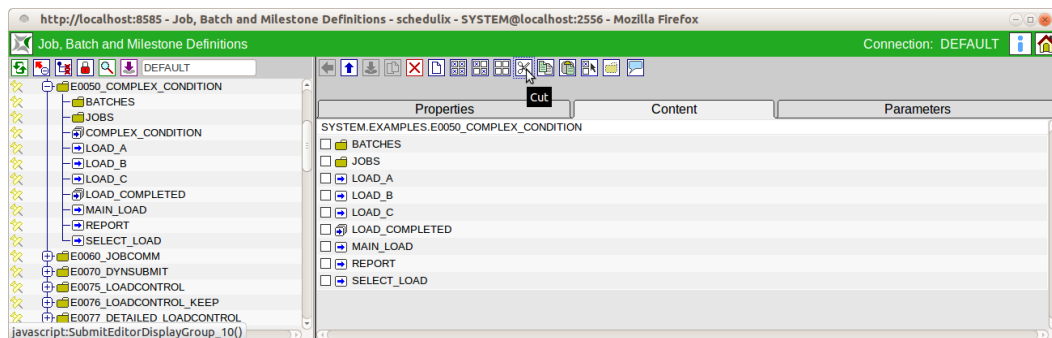 http://localhost:8585 - Job, Batch and Milestone Definitions - schedulix - SYSTEM@localhost:2556 - Mozilla Firefox
Job, Batch and Milestone Definitions
Connection: DEFAULT
DEFAULT
E0050_COMPLEX_CONDITION
BATCHES
JOBS
COMPLEX_CONDITION
LOAD_A
LOAD_B
LOAD_C
LOAD_COMPLETED
MAIN_LOAD
REPORT
SELECT_LOAD
E0060_JOBCOMM
E0070_DYNSUBMIT
E0075_LOADCONTROL
E0076_LOADCONTROL_KEEP
E0077_DETAILED_LOADCONTROL
javascript:SubmitEditorDisplayGroup_10()
Cut
Properties
Content
Parameters
SYSTEM.EXAMPLES.E0050_COMPLEX_CONDITION
BATCHES
JOBS
LOAD_A
LOAD_B
LOAD_C
LOAD_COMPLETED
MAIN_LOAD
REPORT
SELECT_LOAD